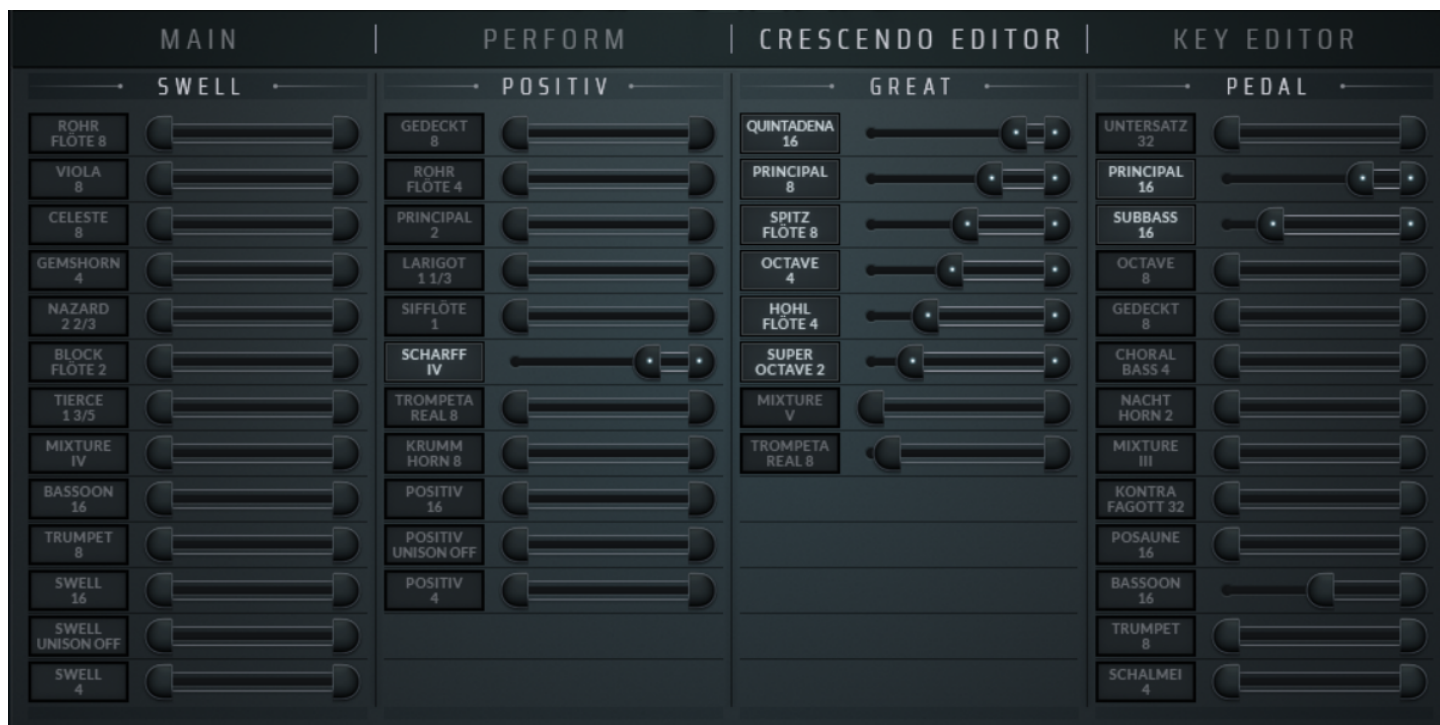 MAIN
PERFORM
CRESCENDO EDITOR
KEY EDITOR
SWELL
ROHR
FLÖTE 8
VIOLA
8
CELESTE
8
GEMSHORN
4
NAZARD
2 2/3
BLOCK
FLÖTE 2
TIERCE
1 3/5
MIXTURE
IV
BASSOON
16
TRUMPET
8
SWELL
16
SWELL
UNISON OFF
SWELL
4
POSITIV
GEDECKT
8
ROHR
FLÖTE 4
PRINCIPAL
2
LARIGOT
1 1/3
SIFFLÖTE
1
SCHARFF
IV
TROMPETA
REAL 8
KRUMM
HORN 8
POSITIV
16
POSITIV
UNISON OFF
POSITIV
4
GREAT
QUINTADENA
16
PRINCIPAL
8
SPITZ
FLÖTE 8
OCTAVE
4
HOHL
FLÖTE 4
SUPER
OCTAVE 2
MIXTURE
V
TROMPETA
REAL 8
PEDAL
UNTERSATZ
32
PRINCIPAL
16
SUBBASS
16
OCTAVE
8
GEDECKT
8
CHORAL
BASS 4
NACHT
HORN 2
MIXTURE
III
KONTRA
FAGOTT 32
POSAUNE
16
BASSOON
16
TRUMPET
8
SCHALMEI
4